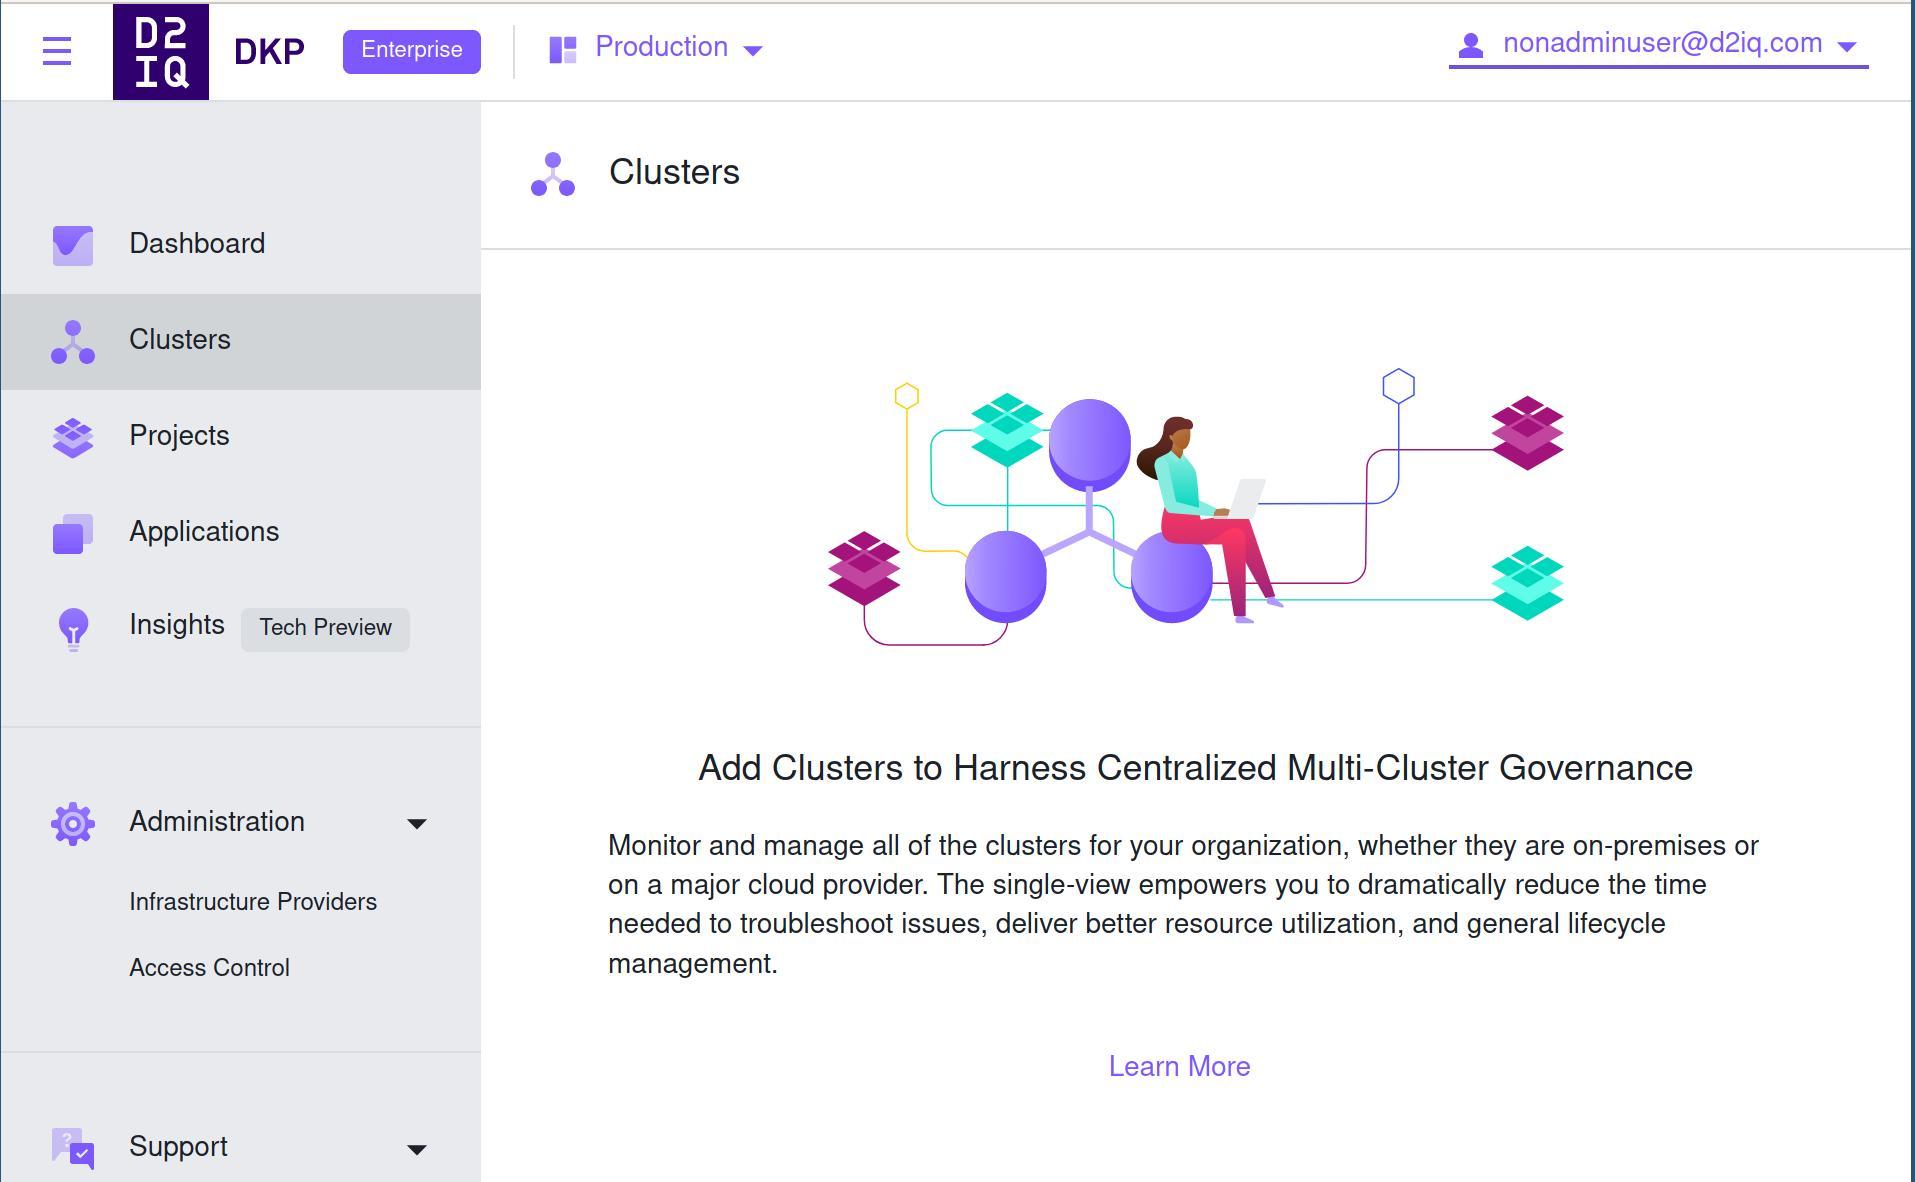 D2
IQ
DKP
Enterprise
Production
nonadminuser@d2iq.com
Clusters
Dashboard
Clusters
Projects
Applications
Insights
Tech Preview
Administration
Infrastructure Providers
Access Control
Support
Add Clusters to Harness Centralized Multi-Cluster Governance
Monitor and manage all of the clusters for your organization, whether they are on-premises or
on a major cloud provider. The single-view empowers you to dramatically reduce the time
needed to troubleshoot issues, deliver better resource utilization, and general lifecycle
management.
Learn More